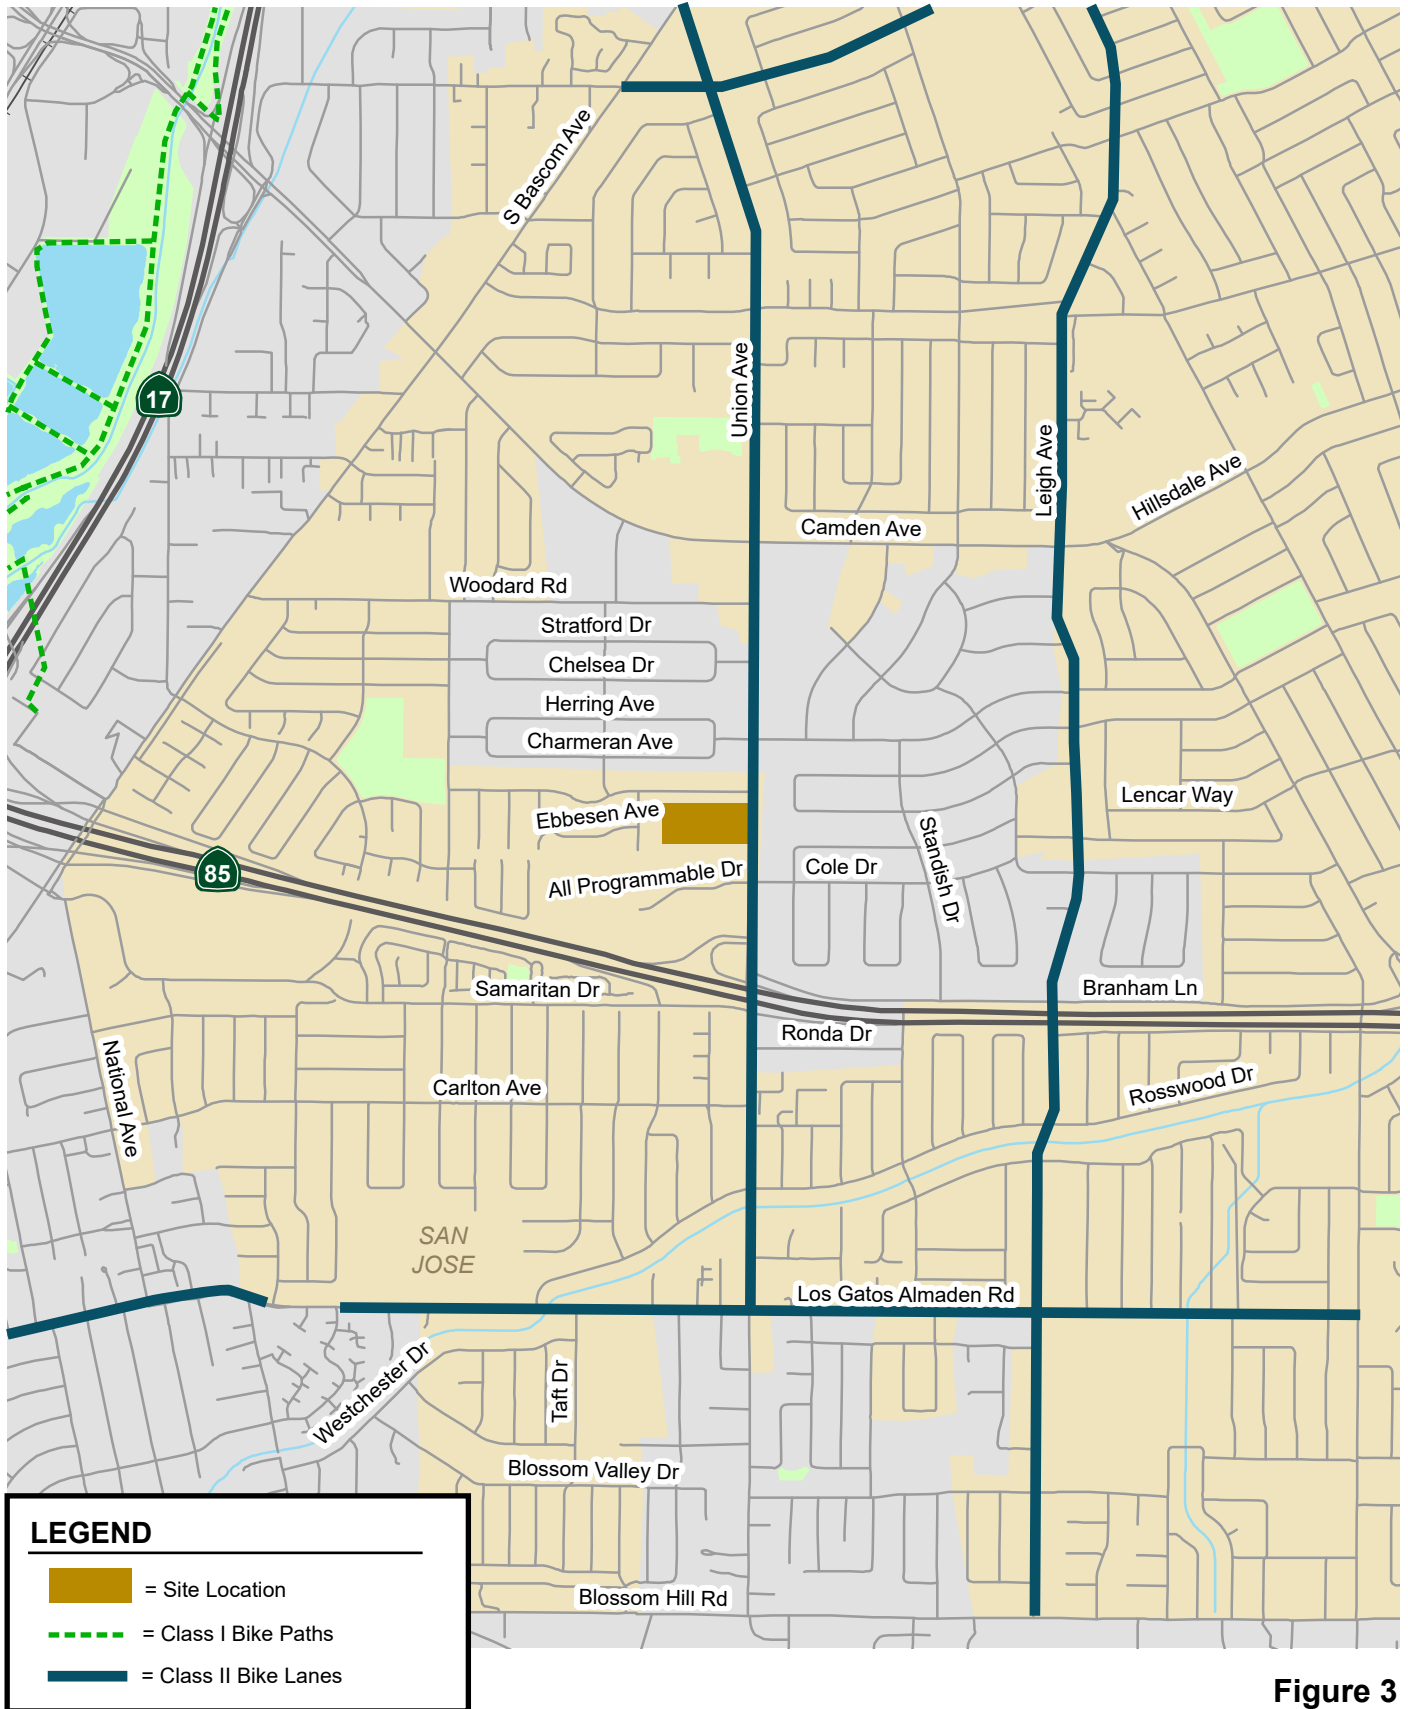 S Bascom Ave
17
Union Ave
Leigh Ave
Hillsdale Ave
Camden Ave
Woodard Rd
Stratford Dr
Chelsea Dr
Herring Ave
Charmeran Ave
Lencar Way
Ebbesen Ave
Standish Dr
85
All Programmable Dr
Cole Dr
Samaritan Dr
Branham Ln
Ronda Dr
National Ave
Carlton Ave
Rosswood Dr
SAN
JOSE
Los Gatos Almaden Rd
Westchester Dr
Taft Dr
Blossom Valley Dr
Blossom Hill Rd
LEGEND
= Site Location
= Class I Bike Paths
= Class II Bike Lanes
Figure 3